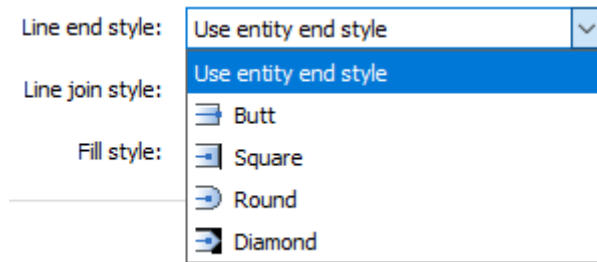 Line end style: Use entity end style
Use entity end style
Line join style:
Butt
Fill style: Square
Round
Diamond